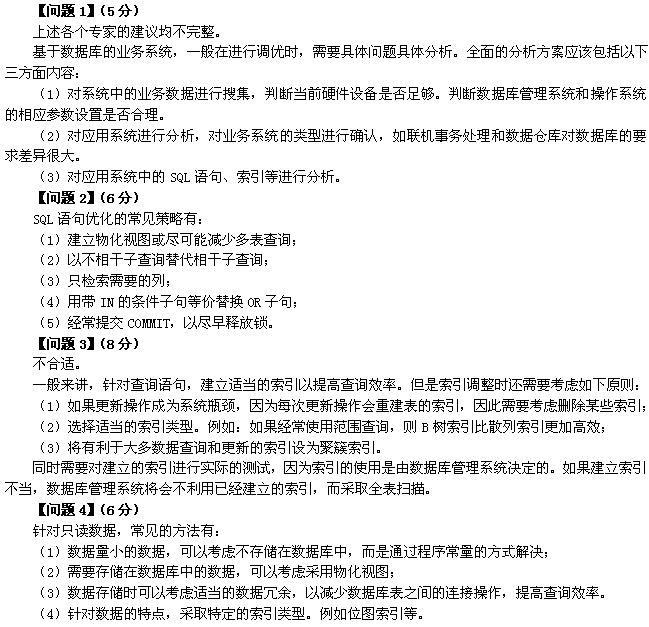 【问题 1】(5 分)
上述各个专家的建议均不完整。
基于数据库的业务系统，一般在进行调优时，需要具体问题具体分析。全面的分析方案应该包括以下
三方面内容：
（1）对系统中的业务数据进行搜集，判断当前硬件设备是否足够。判断数据库管理系统和操作系统
的相应参数设置是否合理。
（2）对应用系统进行分析，对业务系统的类型进行确认，如联机事务处理和数据仓库对数据库的要
求差异很大。
（3）对应用系统中的 SQL 语句、索引等进行分析。
【问题 2】(6 分)
SQL 语句优化的常见策略有：
（1）建立物化视图或尽可能减少多表查询；
（2）以不相干子查询替代相干子查询；
（3）只检索需要的列；
（4）用带 IN 的条件子句等价替换 OR 子句；
（5）经常提交 COMMIT，以尽早释放锁。
【问题 3】(8 分)
不合适。
一般来讲，针对查询语句，建立适当的索引以提高查询效率。但是索引调整时还需要考虑如下原则：
（1）如果更新操作成为系统瓶颈，因为每次更新操作会重建表的索引，因此需要考虑删除某些索引；
（2）选择适当的索引类型。例如：如果经常使用范围查询，则 B 树索引比散列索引更加高效；
（3）将有利于大多数据查询和更新的索引设为聚簇索引。
同时需要对建立的索引进行实际的测试，因为索引的使用是由数据库管理系统决定的。如果建立索引
不当，数据库管理系统将会不利用已经建立的索引，而采取全表扫描。
【问题 4】(6 分)
针对只读数据，常见的方法有：
（1）数据量小的数据，可以考虑不存储在数据库中，而是通过程序常量的方式解决；
（2）需要存储在数据库中的数据，可以考虑采用物化视图；
（3）数据存储时可以考虑适当的数据冗余，以减少数据库表之间的连接操作，提高查询效率。
（4）针对数据的特点，采取特定的索引类型。例如位图索引等。